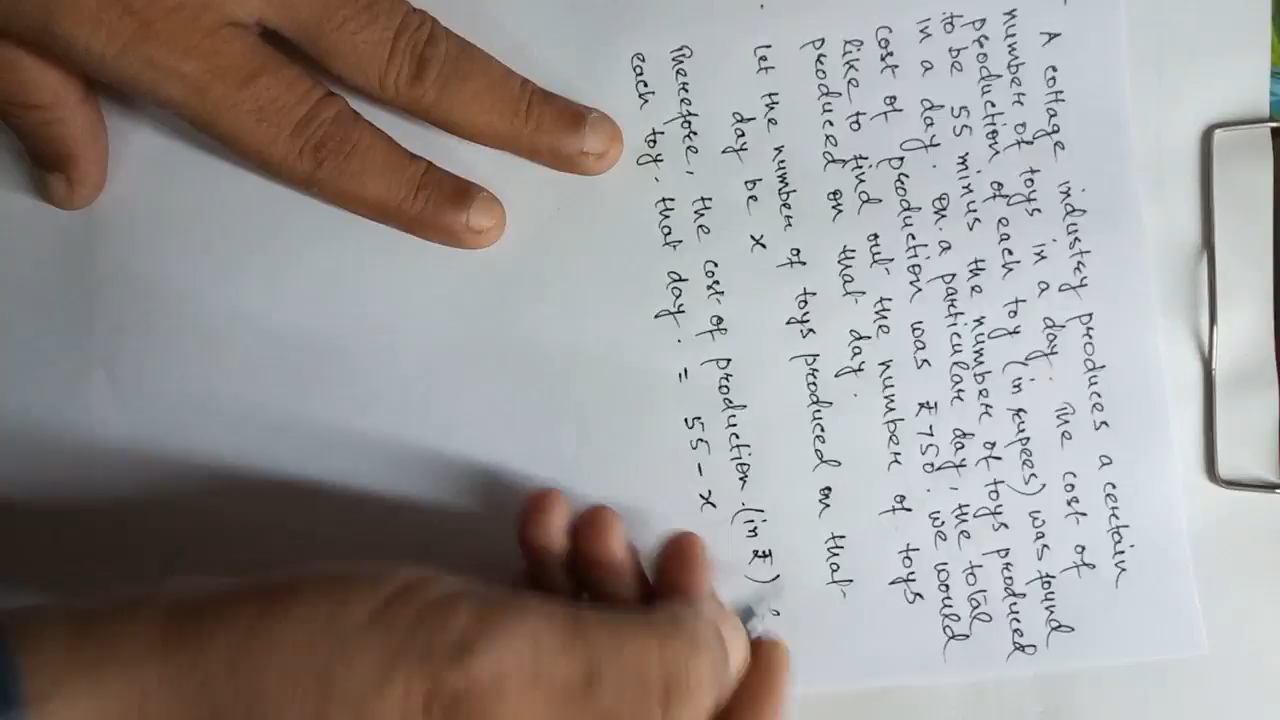 A cottage industry produces a certain
number of toys in a day. The cost of
production of each toy (in rupees) was found
to be 55 minus the number of toys produced
in a day. On a particular day, the total
cost of production was ₹750. we would
like to find out the number of toys
produced on that day.
Let the number of toys produced on that
day be x
Therefore, the cost of production (in ₹)
each toy that day. = 55 - x